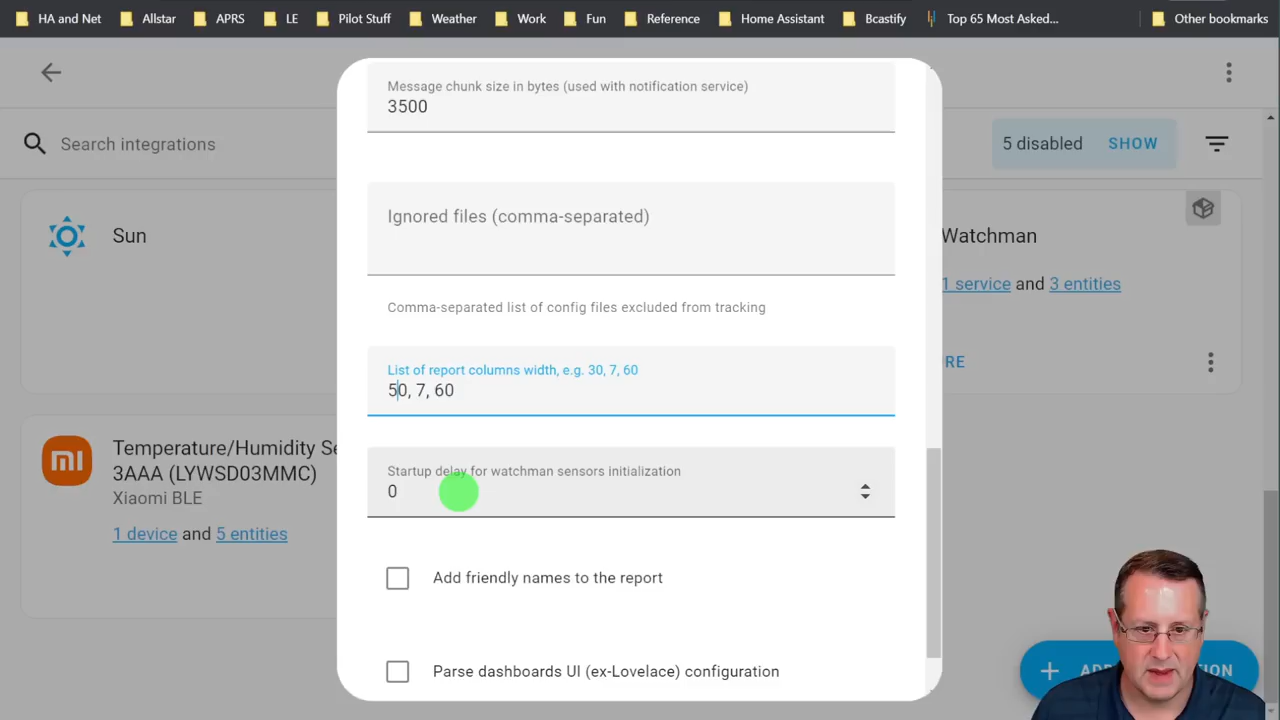 HA and Net
Allstar
APRS
LE
Pilot Stuff
Weather
Work
Fun
Reference
Home Assistant
Bcastify
Top 65 Most Asked...
Other bookmarks
Search integrations
5 disabled
SHOW
Message chunk size in bytes (used with notification service)
3500
Ignored files (comma-separated)
Comma-separated list of config files excluded from tracking
List of report columns width, e.g. 30, 7, 60
50, 7, 60
Startup delay for watchman sensors initialization
0
Add friendly names to the report
Parse dashboards UI (ex-Lovelace) configuration
Sun
Watchman
1 service and 3 entities
RE
Temperature/Humidity Se
3AAA (LYWSD03MMC)
Xiaomi BLE
1 device and 5 entities